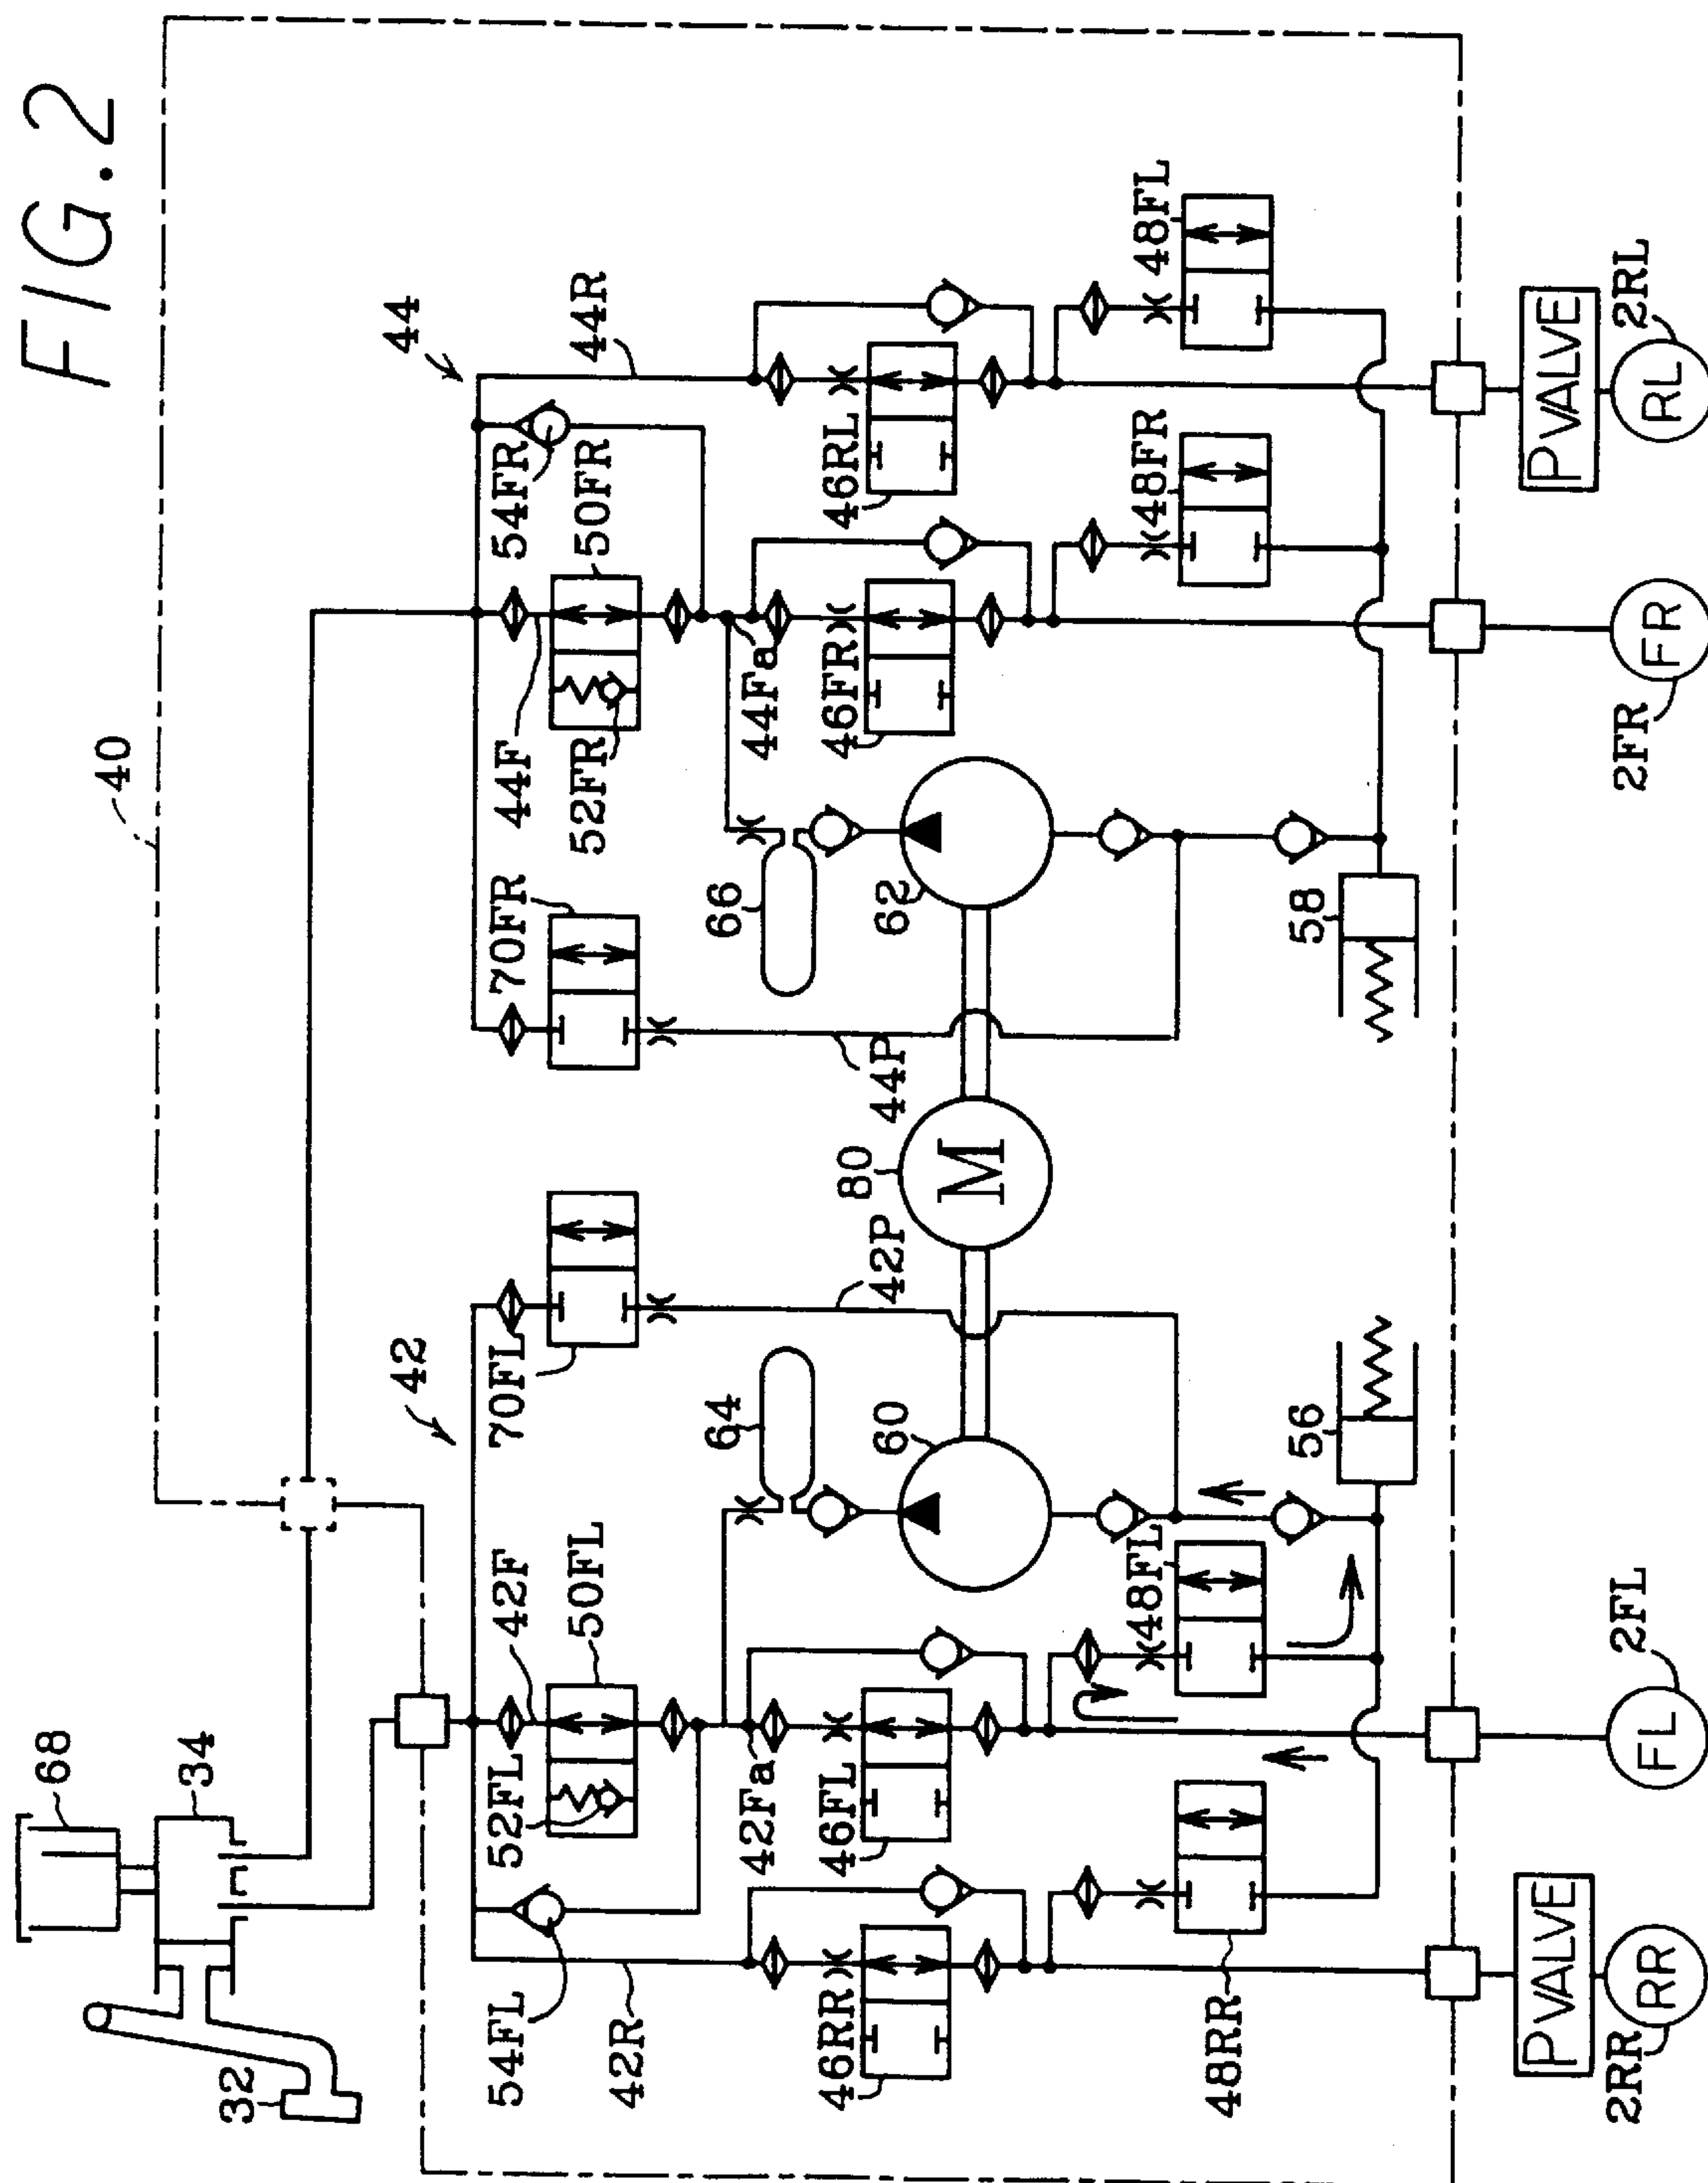 FIG.2
40
68
34
32
42
44
54FL
42R
52FL
42F
50FL
70FL
70FR
44F
52FR
54FR
50FR
44R
64
66
42Fa
44Fa
46RR
46FL
60
42P
80
M
44P
62
46FR
46RL
48RR
48FL
48FR
48FL
56
58
P VALVE
P VALVE
2RR
RR
2FL
FL
2FR
FR
2RL
RL